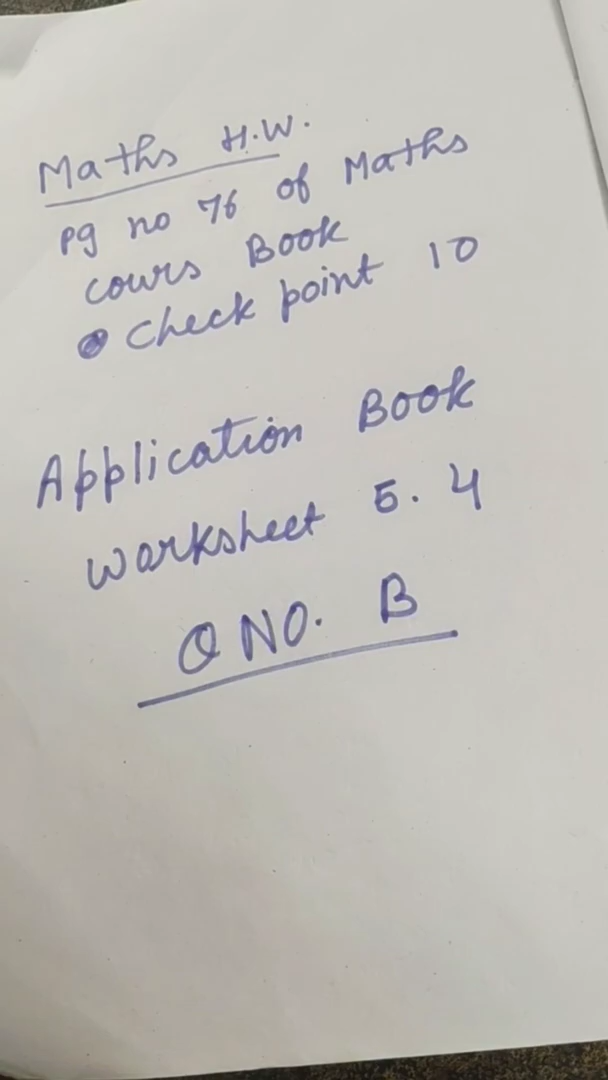 Maths H.W.
Pg no 76 of Maths
cours Book
Check point 10
Application Book
worksheet 5.4
Q NO. B